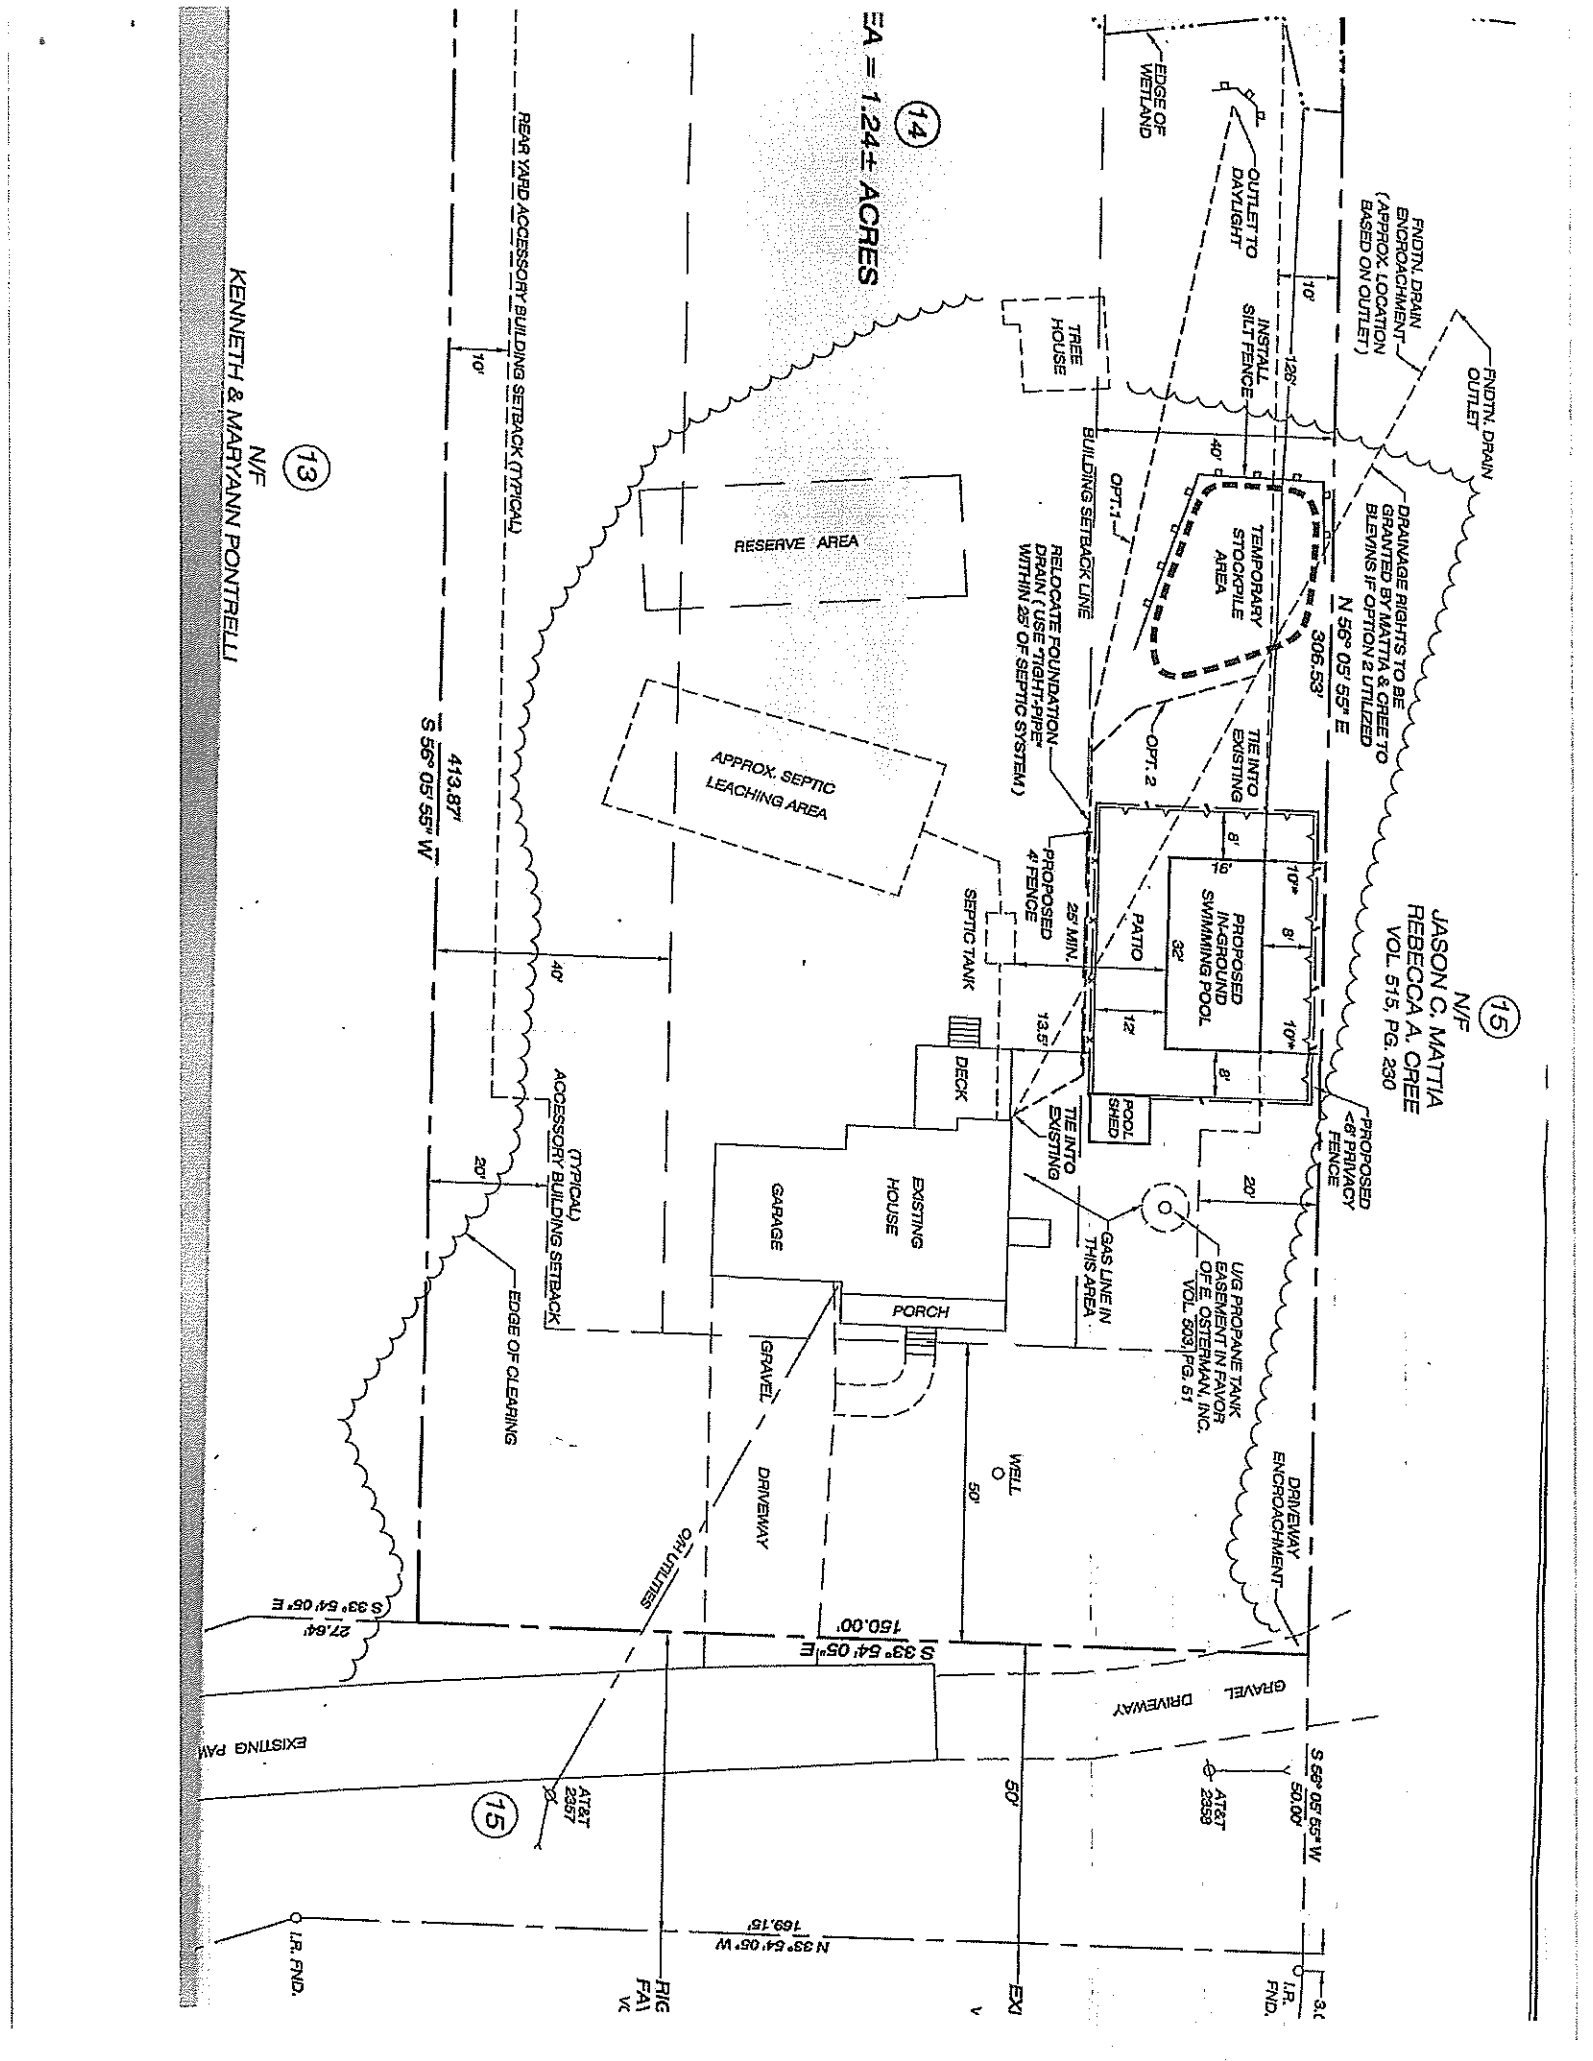 (14)
EA = 1.24± ACRES
EDGE OF
WETLAND
OUTLET TO
DAYLIGHT
INSTALL
SILT FENCE
10'
126'
FNDTN. DRAIN
ENCROACHMENT
(APPROX. LOCATION
BASED ON OUTLET)
FNDTN. DRAIN
OUTLET
DRAINAGE RIGHTS TO BE
GRANTED BY MATTIA & CREE TO
BLEVINS IF OPTION 2 UTILIZED
N 56° 05' 55" E
306.53'
(15)
N/F
JASON C. MATTIA
REBECCA A. CREE
VOL. 515, PG. 230
TREE
HOUSE
40'
BUILDING SETBACK LINE
OPT. 1
TEMPORARY
STOCKPILE
AREA
RELOCATE FOUNDATION
DRAIN (USE "TIGHT-PIPE"
WITHIN 25' OF SEPTIC SYSTEM)
OPT. 2
TIE INTO
EXISTING
PROPOSED
4' FENCE
8'
16'
10'*
8'
10'*
PROPOSED
IN-GROUND
SWIMMING POOL
32'
PATIO
25' MIN.
12'
8'
13.5'
POOL
SHED
PROPOSED
<6' PRIVACY
FENCE
20'
TIE INTO
EXISTING
GAS LINE IN
THIS AREA
U/G PROPANE TANK
EASEMENT IN FAVOR
OF E. OSTERMAN, INC.
VOL. 503, PG. 51
DRIVEWAY
ENCROACHMENT
REAR YARD ACCESSORY BUILDING SETBACK (TYPICAL)
10'
RESERVE AREA
APPROX. SEPTIC
LEACHING AREA
SEPTIC TANK
DECK
EXISTING
HOUSE
GARAGE
PORCH
(13)
N/F
KENNETH & MARYANN PONTRELLI
413.87'
S 56° 05' 55" W
40'
20'
(TYPICAL)
ACCESSORY BUILDING SETBACK
EDGE OF CLEARING
GRAVEL DRIVEWAY
WELL
50'
O/H UTILITIES
S 33° 54' 05" E
27.64'
150.00'
S 33° 54' 05" E
GRAVEL DRIVEWAY
EXISTING PAV
AT&T
2357
(15)
50'
AT&T
2358
S 56° 05' 55" W
50.00'
169.15'
N 33° 54' 05" W
I.R. FND.
RIG
FAV
VO
EXI
V
I.R.
FND.